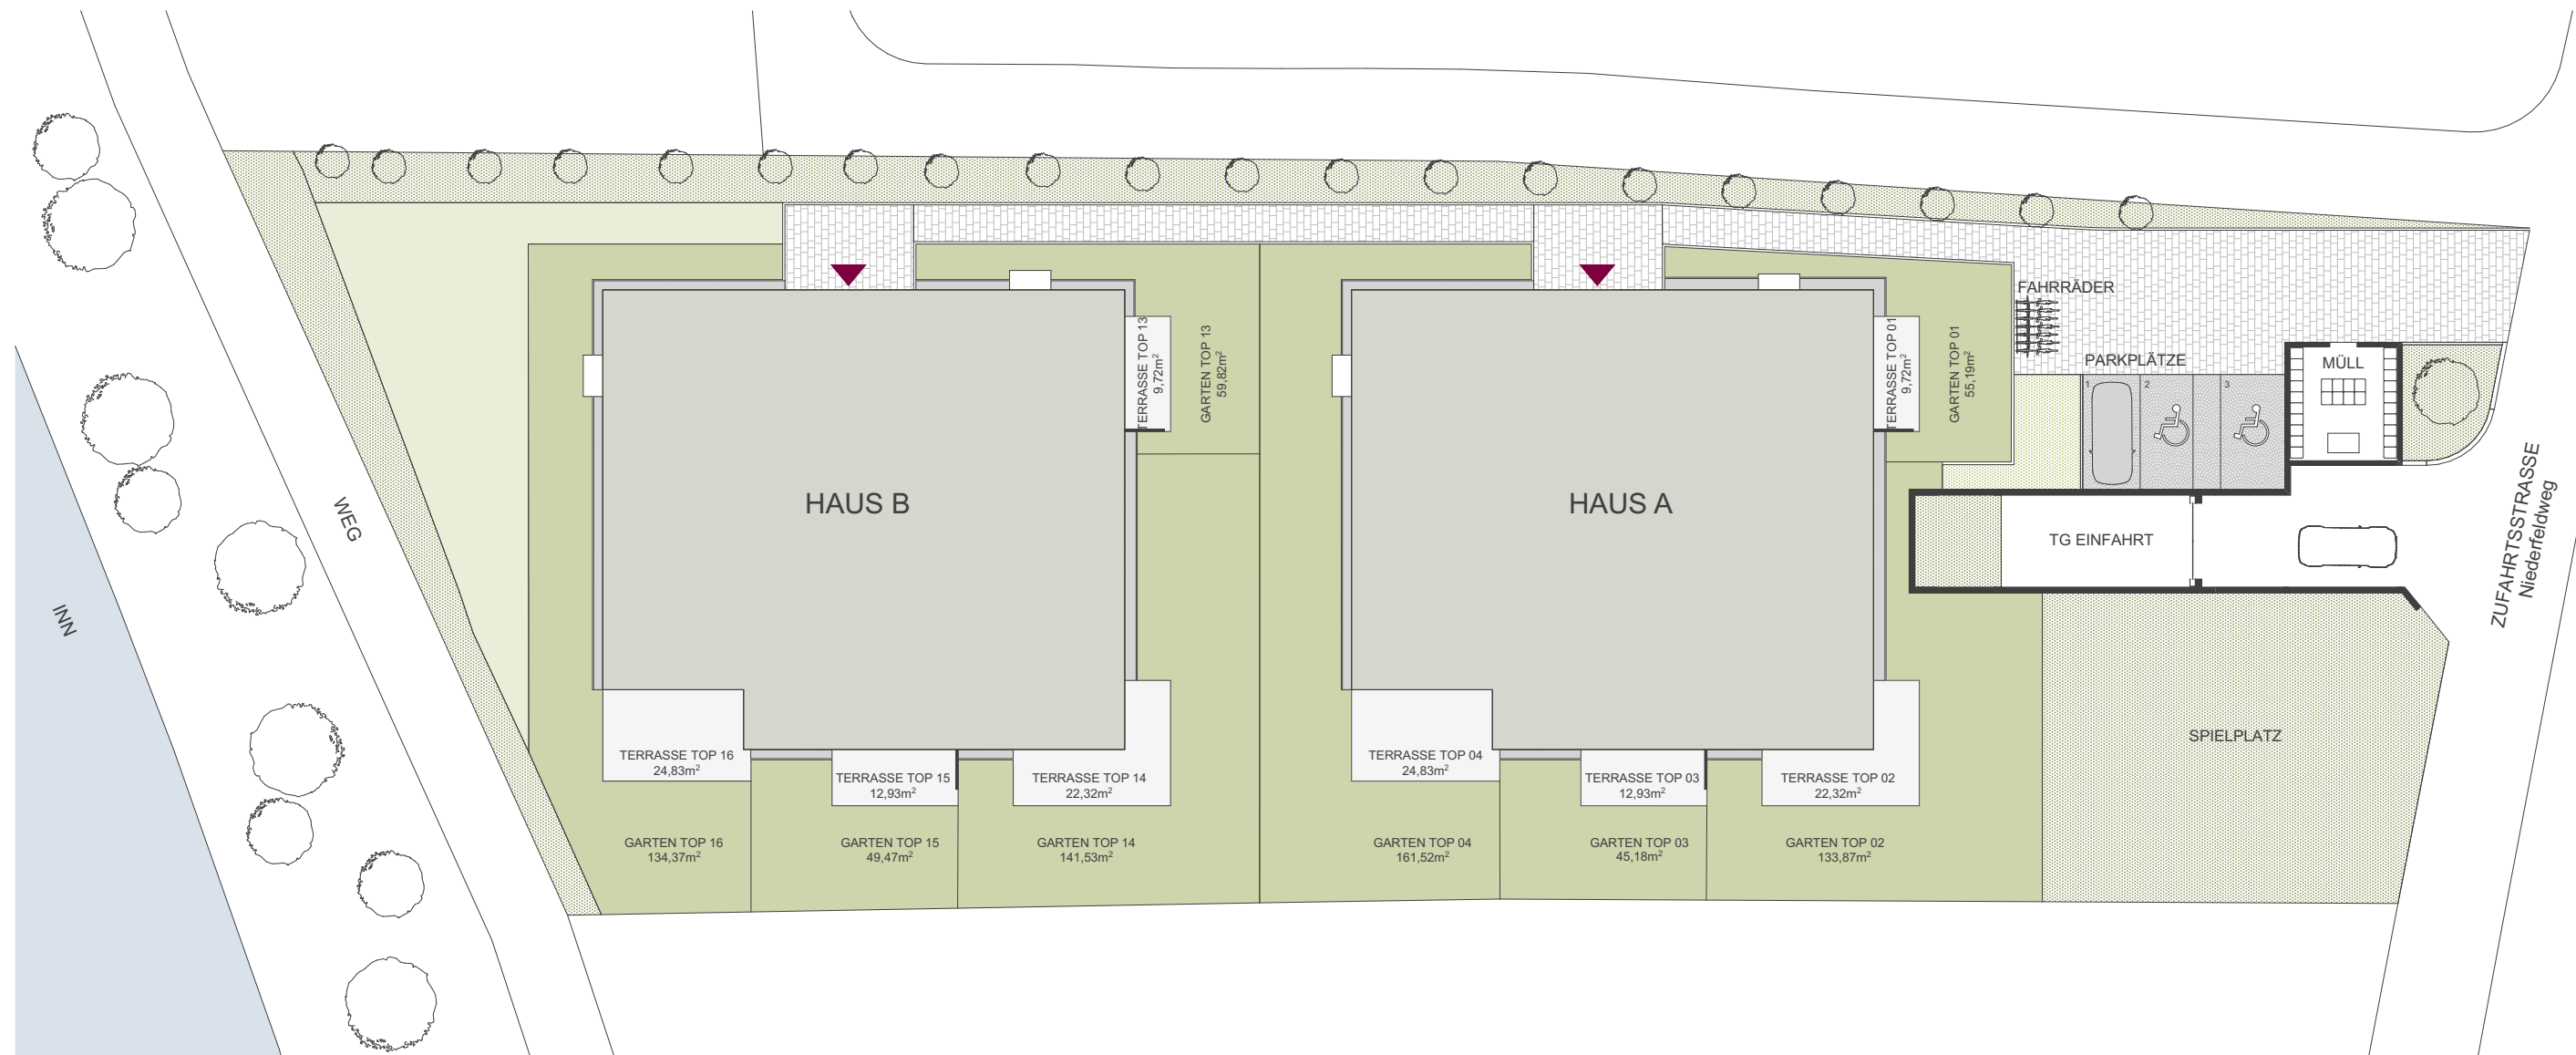 INN
WEG
HAUS B
TERRASSE TOP 13
9,72m²
GARTEN TOP 13
59,82m²
TERRASSE TOP 16
24,83m²
TERRASSE TOP 15
12,93m²
TERRASSE TOP 14
22,32m²
GARTEN TOP 16
134,37m²
GARTEN TOP 15
49,47m²
GARTEN TOP 14
141,53m²
HAUS A
TERRASSE TOP 01
9,72m²
GARTEN TOP 01
55,19m²
TERRASSE TOP 04
24,83m²
TERRASSE TOP 03
12,93m²
TERRASSE TOP 02
22,32m²
GARTEN TOP 04
161,52m²
GARTEN TOP 03
45,18m²
GARTEN TOP 02
133,87m²
FAHRRÄDER
PARKPLÄTZE
1
2
3
MÜLL
TG EINFAHRT
SPIELPLATZ
ZUFAHRTSSTRASSE
Niederfeldweg